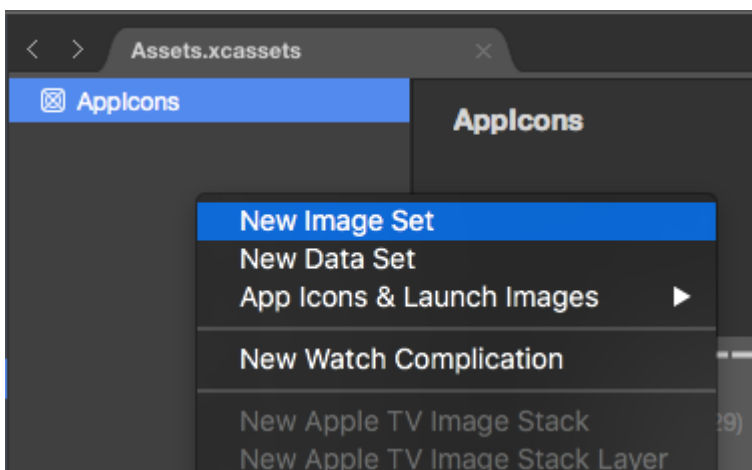 Assets.xcassets
AppIcons
AppIcons
New Image Set
New Data Set
App Icons & Launch Images
New Watch Complication
New Apple TV Image Stack
29)
New Apple TV Image Stack Layer